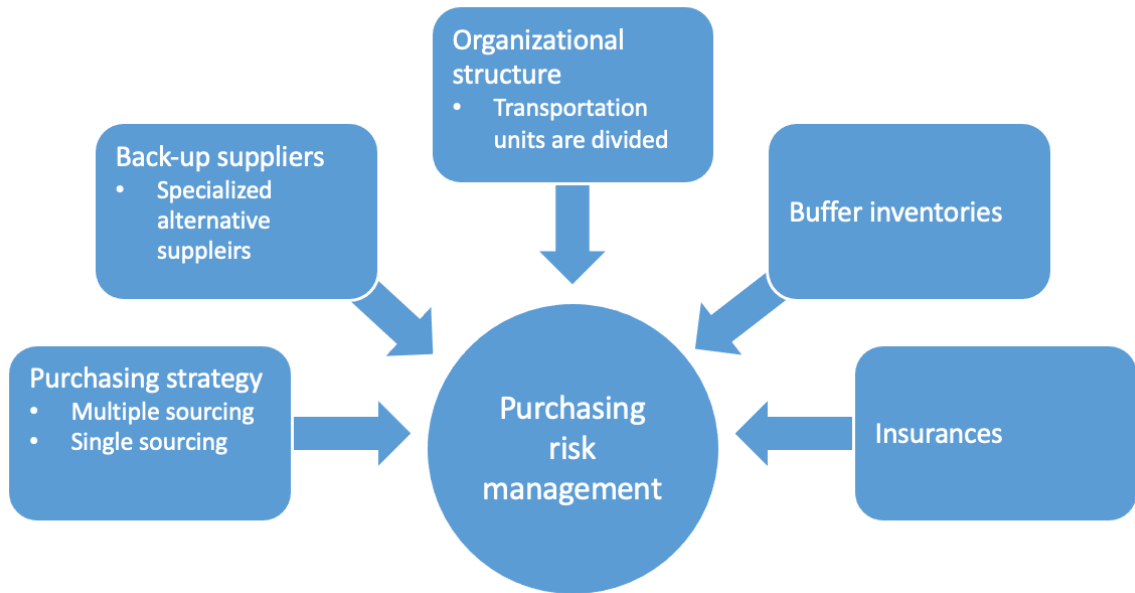 Organizational
structure
• Transportation
units are divided
Back-up suppliers
• Specialized
alternative
suppleirs
Buffer inventories
Purchasing strategy
• Multiple sourcing
• Single sourcing
Purchasing
risk
management
Insurances